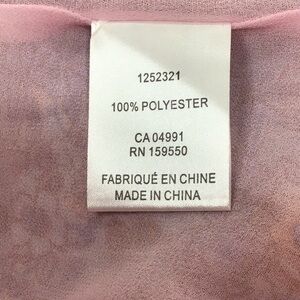 1252321
100% POLYESTER
CA 04991
RN 159550
FABRIQUÉ EN CHINE
MADE IN CHINA